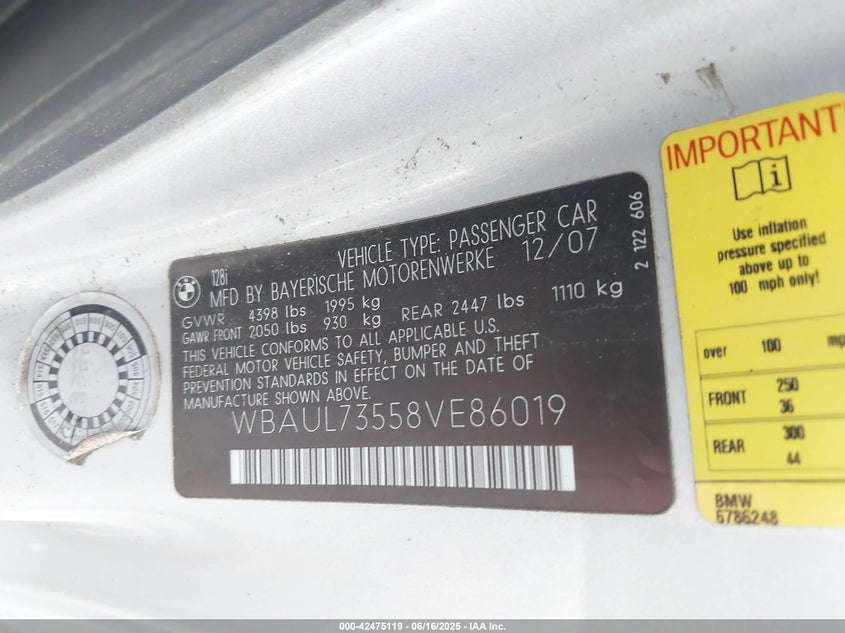 128i
VEHICLE TYPE: PASSENGER CAR
MFD BY BAYERISCHE MOTORENWERKE 12/07
GVWR 4398 lbs 1995 kg
GAWR FRONT 2050 lbs 930 kg REAR 2447 lbs 1110 kg
THIS VEHICLE CONFORMS TO ALL APPLICABLE U.S.
FEDERAL MOTOR VEHICLE SAFETY, BUMPER AND THEFT
PREVENTION STANDARDS IN EFFECT ON THE DATE OF
MANUFACTURE SHOWN ABOVE.
WBAUL73558VE86019
2 122 606
IMPORTANT!
i
Use inflation
pressure specified
above up to
100 mph only!
over 100 mp
FRONT 250
36
REAR 300
44
BMW
6786248
000-42475119 - 06/16/2025 - IAA Inc.